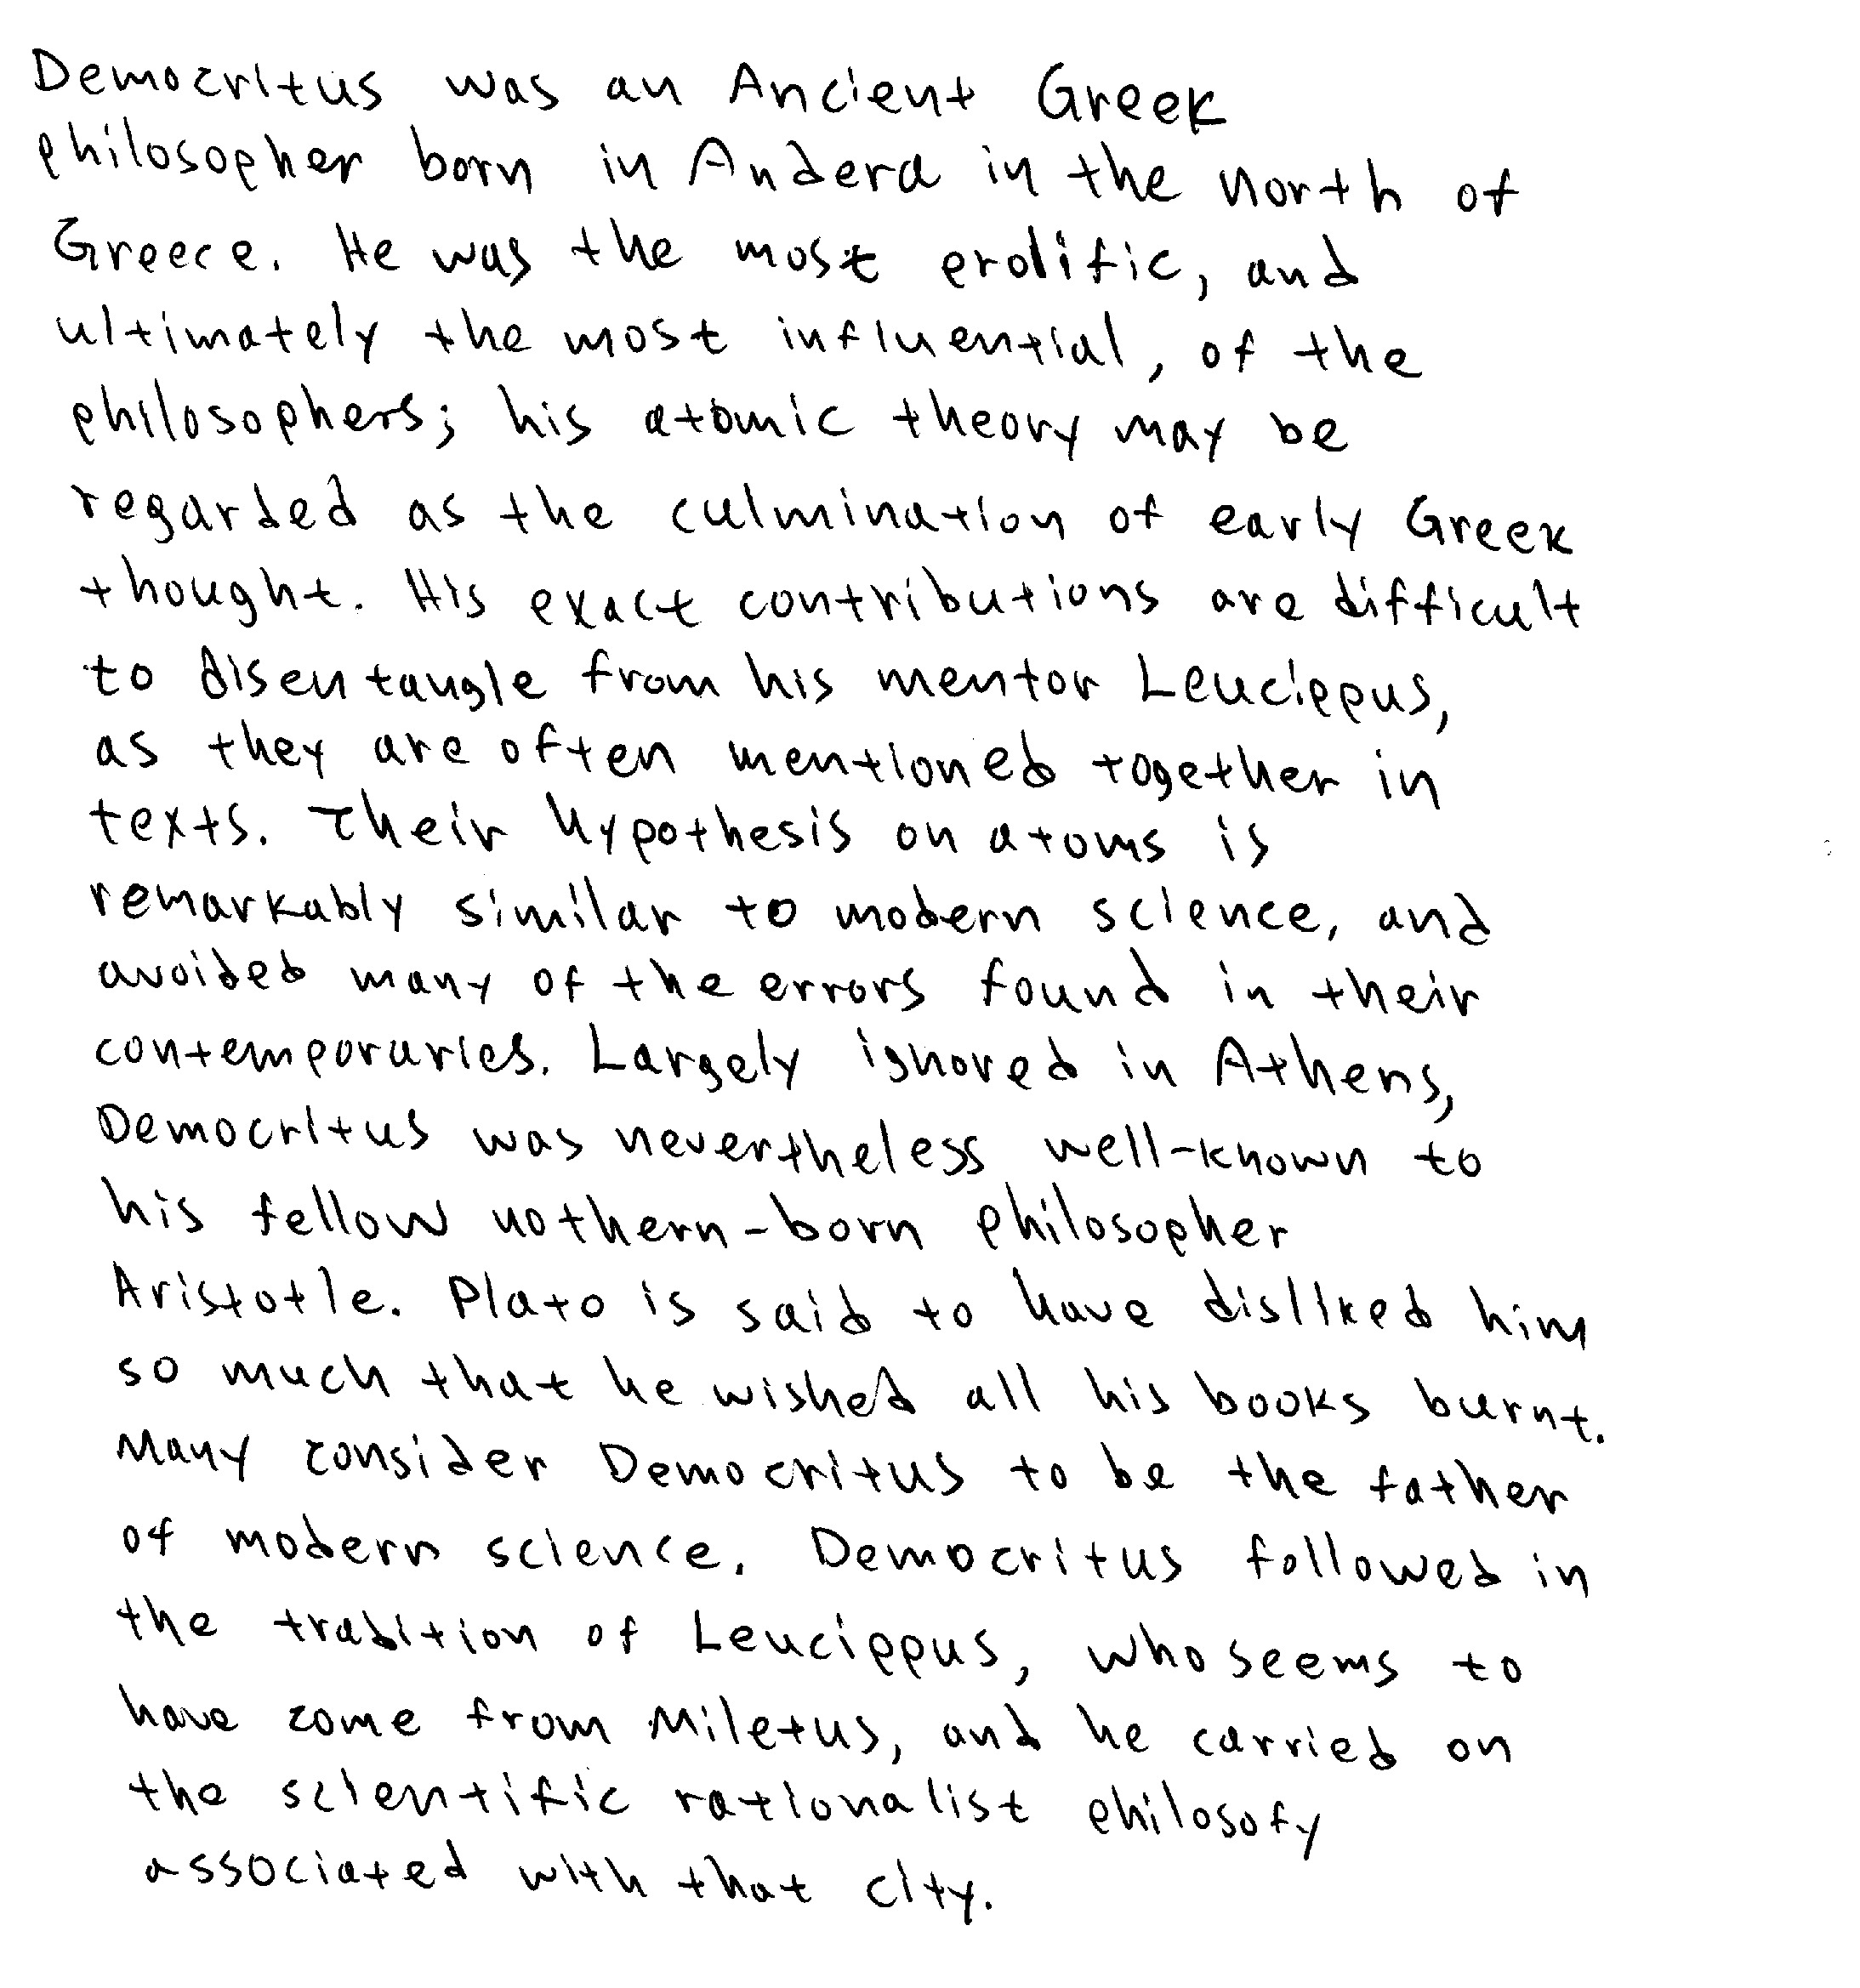 Democritus was an Ancient Greek
philosopher born in Andera in the north of
Greece. He was the most prolific, and
ultimately the most influential, of the
philosophers; his atomic theory may be
regarded as the culmination of early Greek
thought. His exact contributions are difficult
to disentangle from his mentor Leucippus,
as they are often mentioned together in
texts. Their hypothesis on atoms is
remarkably similar to modern science, and
avoided many of the errors found in their
contemporaries. Largely ignored in Athens,
Democritus was nevertheless well-known to
his fellow nothern-born philosopher
Aristotle. Plato is said to have disliked him
so much that he wished all his books burnt.
Many consider Democritus to be the father
of modern science. Democritus followed in
the tradition of Leucippus, who seems to
have come from Miletus, and he carried on
the scientific rationalist philosofy
associated with that city.